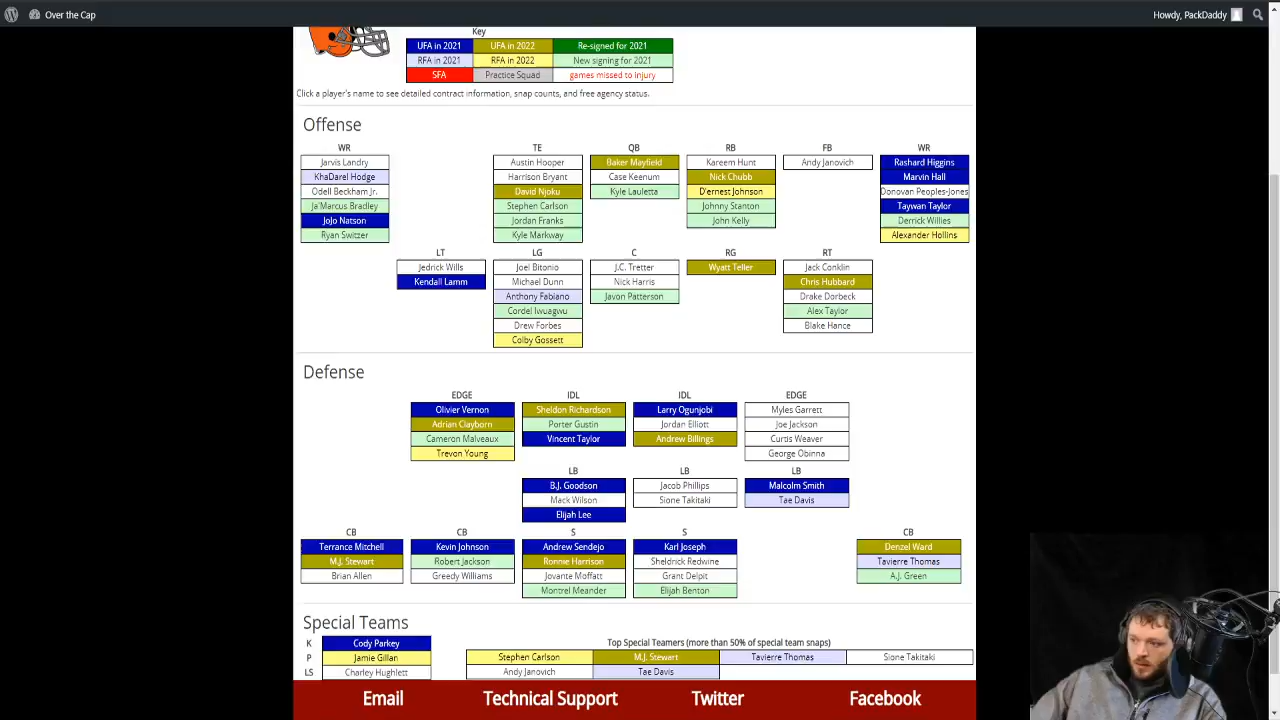 Over the Cap
Howdy, PackDaddy
Key
UFA in 2021 UFA in 2022 Re-signed for 2021
RFA in 2021 RFA in 2022 New signing for 2021
SFA Practice Squad games missed to injury
Click a player's name to see detailed contract information, snap counts, and free agency status.
Offense
WR TE QB RB FB WR
Jarvis Landry Austin Hooper Baker Mayfield Kareem Hunt Andy Janovich Rashard Higgins
KhaDarel Hodge Harrison Bryant Case Keenum Nick Chubb Marvin Hall
Odell Beckham Jr. David Njoku Kyle Lauletta D'ernest Johnson Donovan Peoples-Jones
Ja'Marcus Bradley Stephen Carlson Johnny Stanton Taywan Taylor
JoJo Natson Jordan Franks John Kelly Derrick Willies
Ryan Switzer Kyle Markway Alexander Hollins
LT LG C RG RT
Jedrick Wills Joel Bitonio J.C. Tretter Wyatt Teller Jack Conklin
Kendall Lamm Michael Dunn Nick Harris Chris Hubbard
Anthony Fabiano Javon Patterson Drake Dorbeck
Cordel Iwuagwu Alex Taylor
Drew Forbes Blake Hance
Colby Gossett
Defense
EDGE IDL IDL EDGE
Olivier Vernon Sheldon Richardson Larry Ogunjobi Myles Garrett
Adrian Clayborn Porter Gustin Jordan Elliott Joe Jackson
Cameron Malveaux Vincent Taylor Andrew Billings Curtis Weaver
Trevon Young George Obinna
LB LB LB
B.J. Goodson Jacob Phillips Malcolm Smith
Mack Wilson Sione Takitaki Tae Davis
Elijah Lee
CB CB S S CB
Terrance Mitchell Kevin Johnson Andrew Sendejo Karl Joseph Denzel Ward
M.J. Stewart Robert Jackson Ronnie Harrison Sheldrick Redwine Tavierre Thomas
Brian Allen Greedy Williams Jovante Moffatt Grant Delpit A.J. Green
Montrel Meander Elijah Benton
Special Teams
K Cody Parkey Top Special Teamers (more than 50% of special team snaps)
P Jamie Gillan Stephen Carlson M.J. Stewart Tavierre Thomas Sione Takitaki
LS Charley Hughlett Andy Janovich Tae Davis
Email Technical Support Twitter Facebook